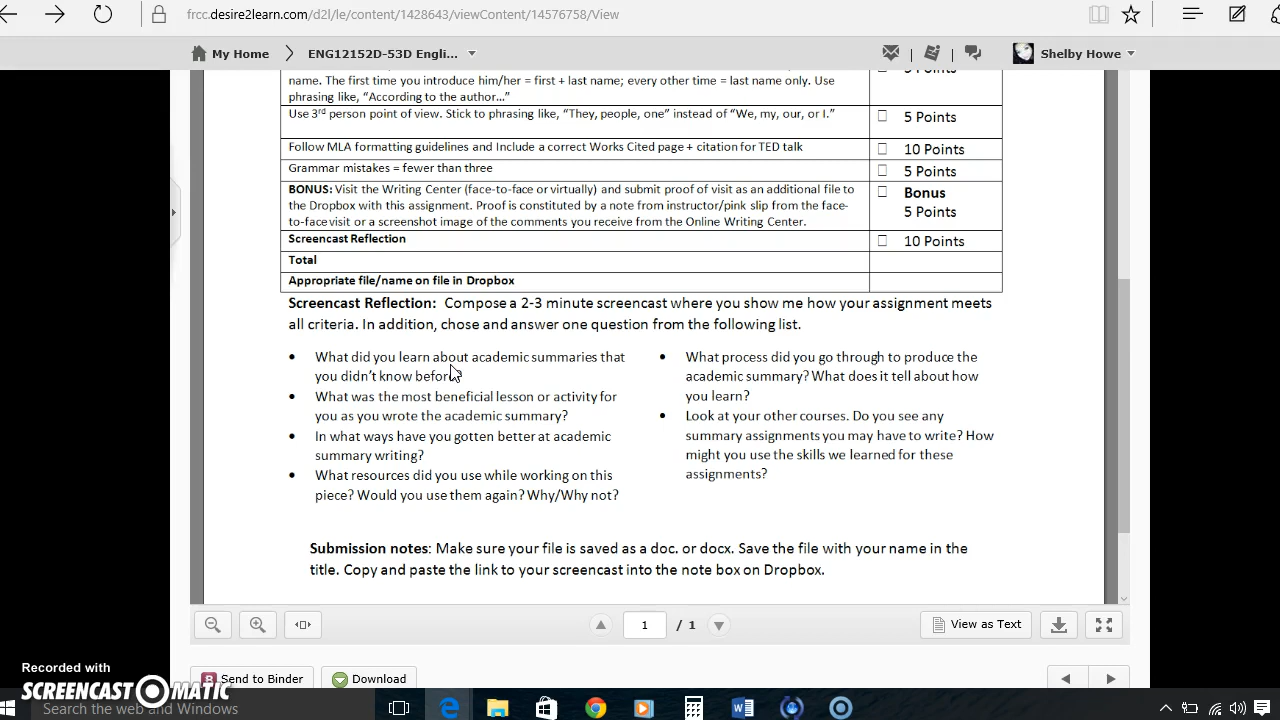 frcc.desire2learn.com/d2l/le/content/1428643/viewContent/14576758/View
My Home
ENG12152D-53D Engli...
Shelby Howe
name. The first time you introduce him/her = first + last name; every other time = last name only. Use
phrasing like, “According to the author…”
5 Points
Use 3rd person point of view. Stick to phrasing like, “They, people, one” instead of “We, my, our, or I.”
5 Points
Follow MLA formatting guidelines and Include a correct Works Cited page + citation for TED talk
10 Points
Grammar mistakes = fewer than three
5 Points
BONUS: Visit the Writing Center (face-to-face or virtually) and submit proof of visit as an additional file to
the Dropbox with this assignment. Proof is constituted by a note from instructor/pink slip from the face-
to-face visit or a screenshot image of the comments you receive from the Online Writing Center.
Bonus
5 Points
Screencast Reflection
10 Points
Total
Appropriate file/name on file in Dropbox
Screencast Reflection: Compose a 2-3 minute screencast where you show me how your assignment meets
all criteria. In addition, chose and answer one question from the following list.
• What did you learn about academic summaries that
you didn’t know before?
• What was the most beneficial lesson or activity for
you as you wrote the academic summary?
• In what ways have you gotten better at academic
summary writing?
• What resources did you use while working on this
piece? Would you use them again? Why/Why not?
• What process did you go through to produce the
academic summary? What does it tell about how
you learn?
• Look at your other courses. Do you see any
summary assignments you may have to write? How
might you use the skills we learned for these
assignments?
Submission notes: Make sure your file is saved as a doc. or docx. Save the file with your name in the
title. Copy and paste the link to your screencast into the note box on Dropbox.
1 / 1
View as Text
Send to Binder
Download
Recorded with
SCREENCAST MATIC
Search the web and Windows